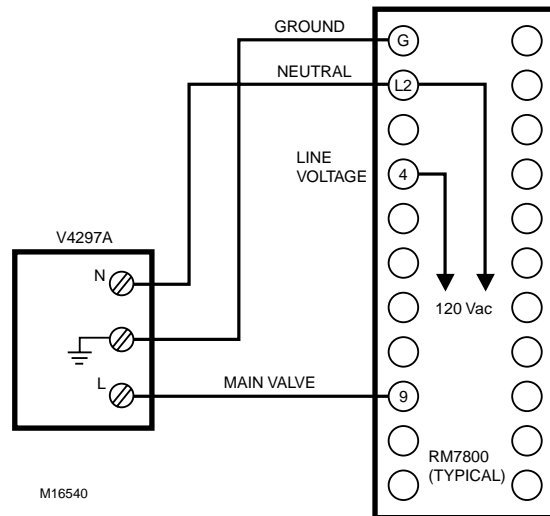 GROUND
G
NEUTRAL
L2
LINE
VOLTAGE
4
V4297A
N
120 Vac
L
MAIN VALVE
9
RM7800
(TYPICAL)
M16540